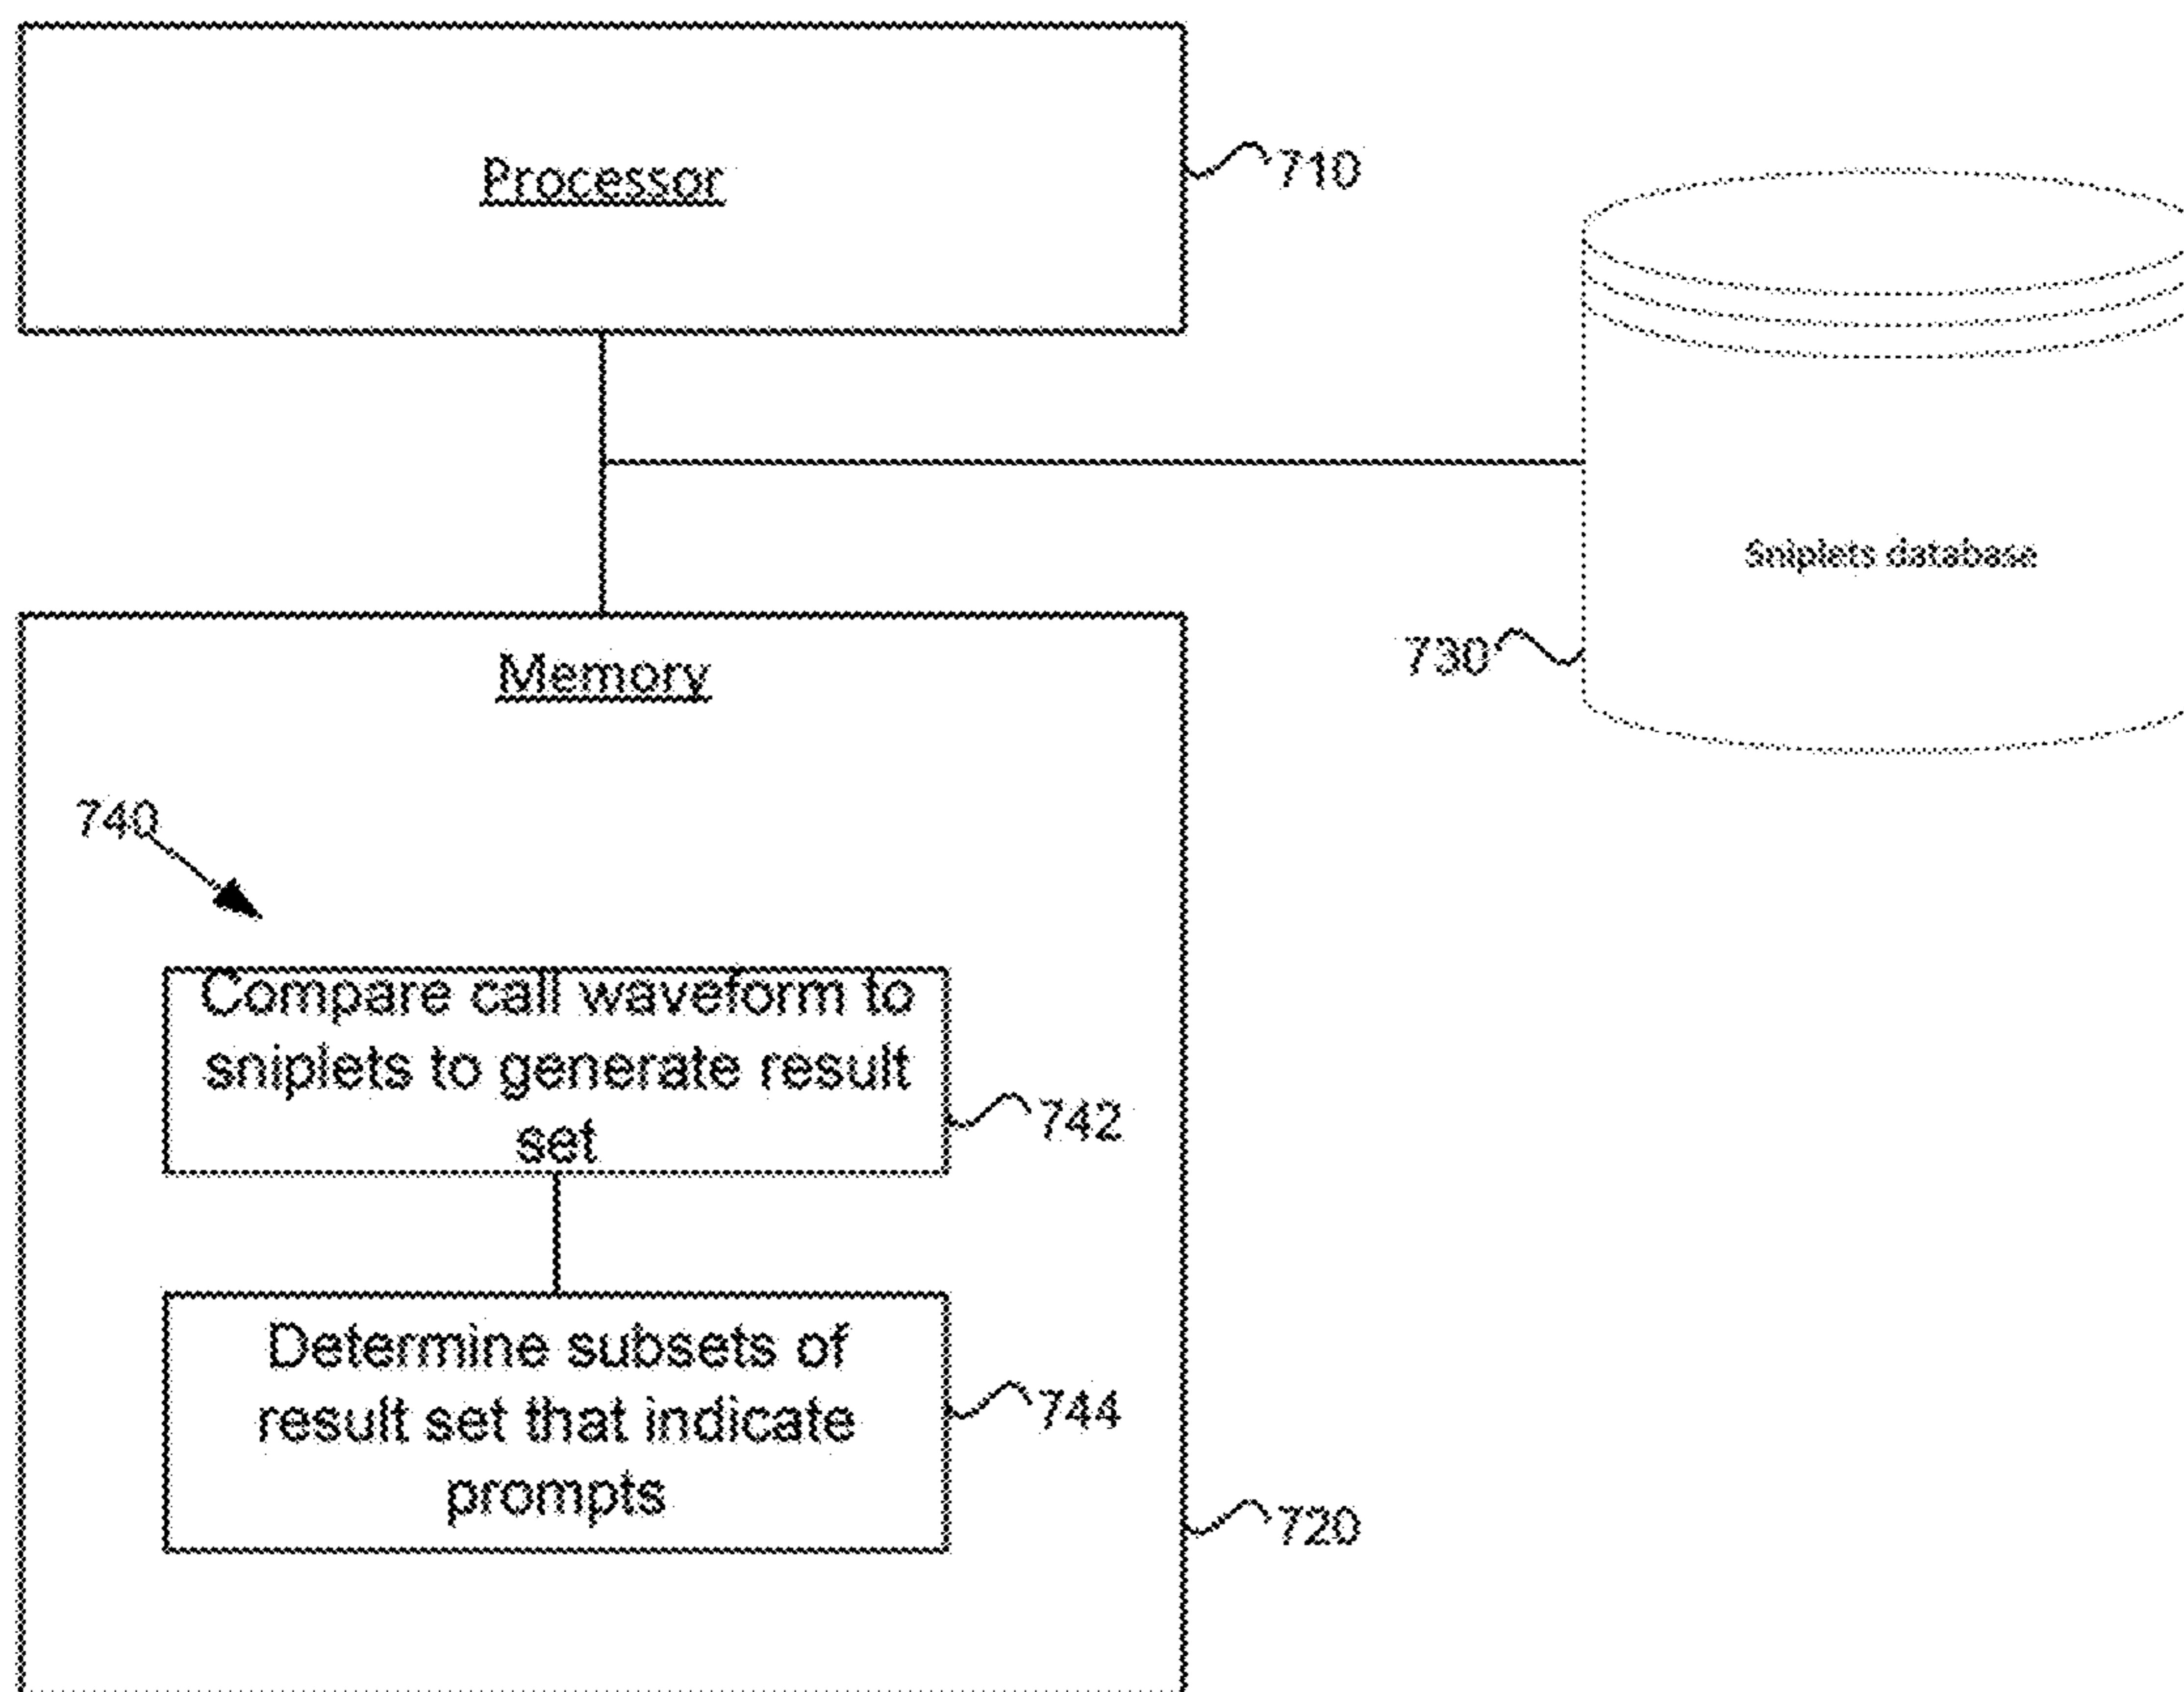 Processor
710
Sniplets database
730
Memory
740
Compare call waveform to
sniplets to generate result
set
742
Determine subsets of
result set that indicate
prompts
744
720